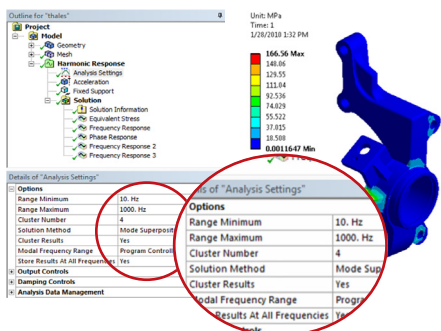 Outline for "thales"
Project
Model
Geometry
Mesh
Harmonic Response
Analysis Settings
Acceleration
Fixed Support
Solution
Solution Information
Equivalent Stress
Frequency Response
Phase Response
Frequency Response 2
Frequency Response 3
Unit: MPa
Time: 1
1/28/2018 1:32 PM
166.56 Max
148.06
129.55
111.04
92.536
74.029
55.522
37.015
18.508
0.0011647 Min
Details of "Analysis Settings"
Options
Range Minimum 10. Hz
Range Maximum 1000. Hz
Cluster Number 4
Solution Method Mode Superposit
Cluster Results Yes
Modal Frequency Range Program Controll
Store Results At All Frequencies Yes
Output Controls
Damping Controls
Analysis Data Management
ils of "Analysis Settings"
Options
Range Minimum 10. Hz
Range Maximum 1000. Hz
Cluster Number 4
Solution Method Mode Sup
Cluster Results Yes
Modal Frequency Range Progra
Results At All Frequencies Yes